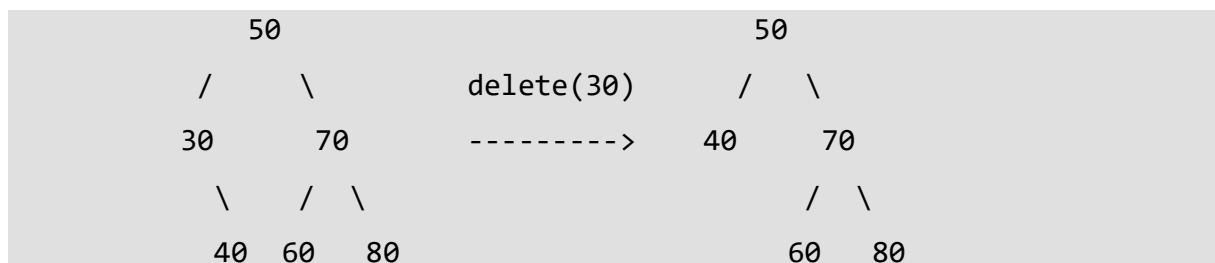 50                            50
           /     \         delete(30)      /   \
          30      70       --------->    40     70
            \    /  \                          /  \
            40  60   80                       60   80